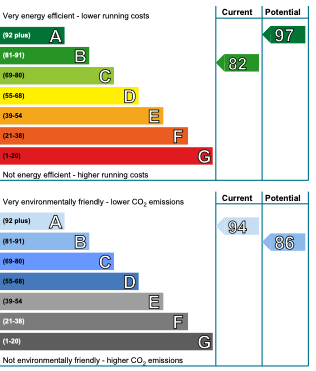 Current Potential
Very energy efficient - lower running costs
(92 plus) A 97
(81-91) B 82
(69-80) C
(55-68) D
(39-54 E
(21-38) F
(1-20) G
Not energy efficient - higher running costs
Current Potential
Very environmentally friendly - lower CO2 emissions
(92 plus) A 94
(81-91) B 86
(69-80) C
(55-68) D
(39-54 E
(21-38) F
(1-20) G
Not environmentally friendly - higher CO2 emissions